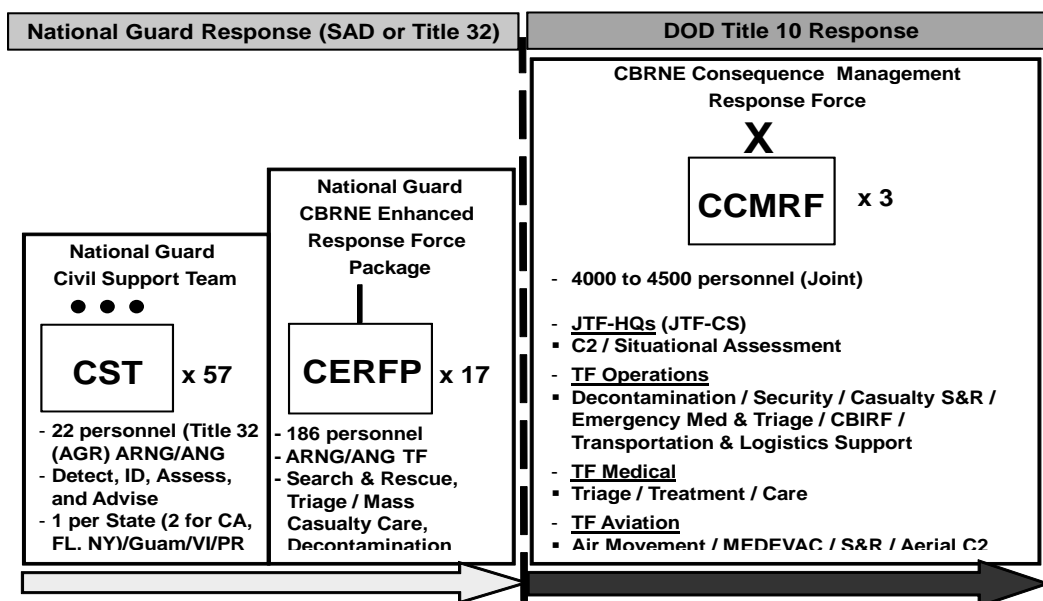 National Guard Response (SAD or Title 32)
DOD Title 10 Response
National Guard
Civil Support Team
CST
x 57
- 22 personnel (Title 32
(AGR) ARNG/ANG
- Detect, ID, Assess,
and Advise
- 1 per State (2 for CA,
FL. NY)/Guam/VI/PR
National Guard
CBRNE Enhanced
Response Force
Package
CERFP
x 17
- 186 personnel
- ARNG/ANG TF
- Search & Rescue,
Triage / Mass
Casualty Care,
Decontamination
CBRNE Consequence Management
Response Force
X
CCMRF
x 3
- 4000 to 4500 personnel (Joint)
- JTF-HQs (JTF-CS)
▪ C2 / Situational Assessment
- TF Operations
▪ Decontamination / Security / Casualty S&R /
Emergency Med & Triage / CBIRF /
Transportation & Logistics Support
- TF Medical
▪ Triage / Treatment / Care
- TF Aviation
▪ Air Movement / MEDEVAC / S&R / Aerial C2